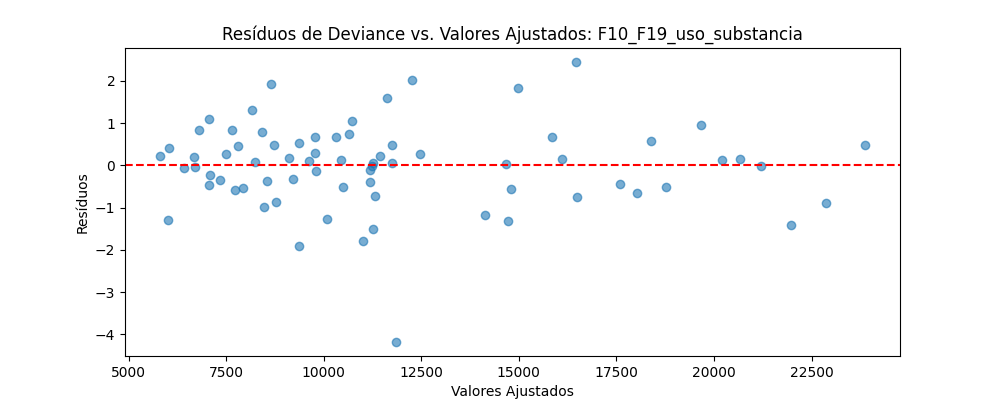 Resíduos de Deviance vs. Valores Ajustados: F10_F19_uso_substancia
Resíduos
2
1
0
−1
−2
−3
−4
5000 7500 10000 12500 15000 17500 20000 22500
Valores Ajustados